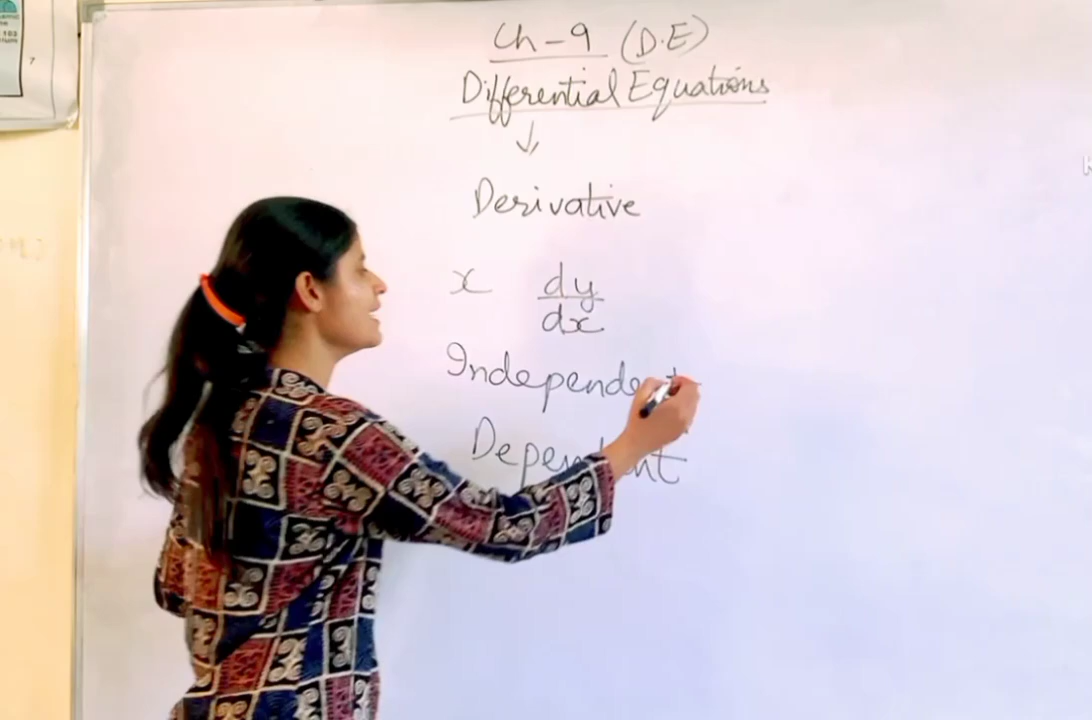 Ch-9 (D.E)
Differential Equations
↓
Derivative
x dy/dx
Independent
Dependent